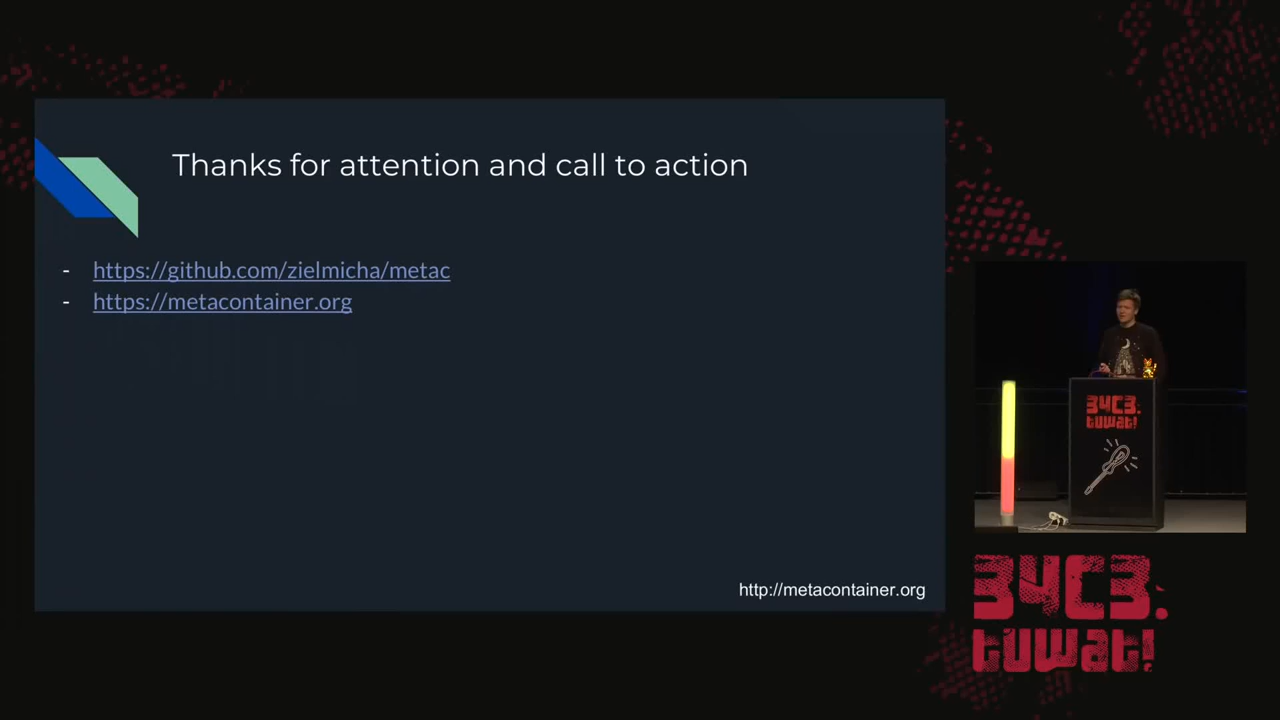 Thanks for attention and call to action
- https://github.com/zielmicha/metac
- https://metacontainer.org
http://metacontainer.org
34C3.
tuwat!
34C3.
tuwat!